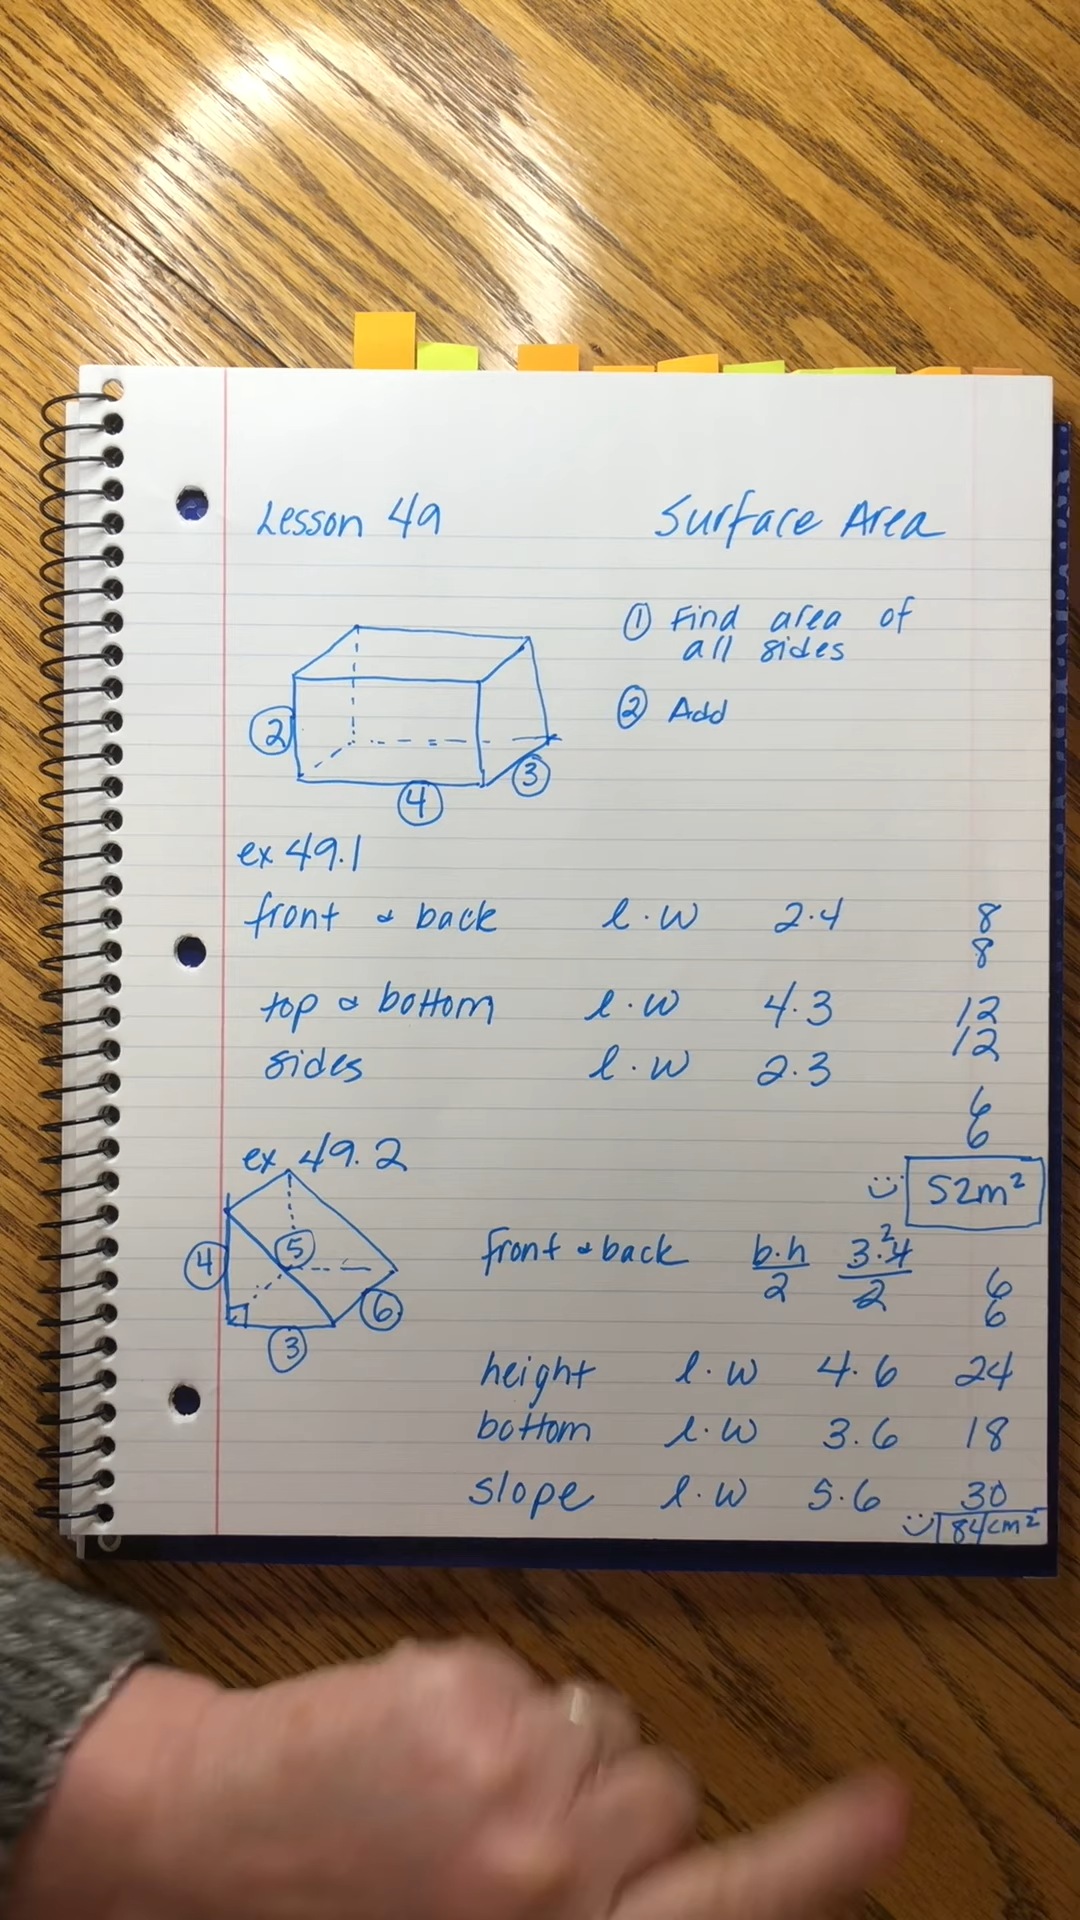 Lesson 49 Surface Area
① Find area of
all sides
② Add
2
3
4
ex 49.1
front & back l·w 2·4 8
8
top & bottom l·w 4·3 12
12
sides l·w 2·3
6
6
52m²
ex 49.2
4 5 6 3
front & back b·h/2 3·4²/2 6
6
height l·w 4·6 24
bottom l·w 3·6 18
slope l·w 5·6 30
84cm²